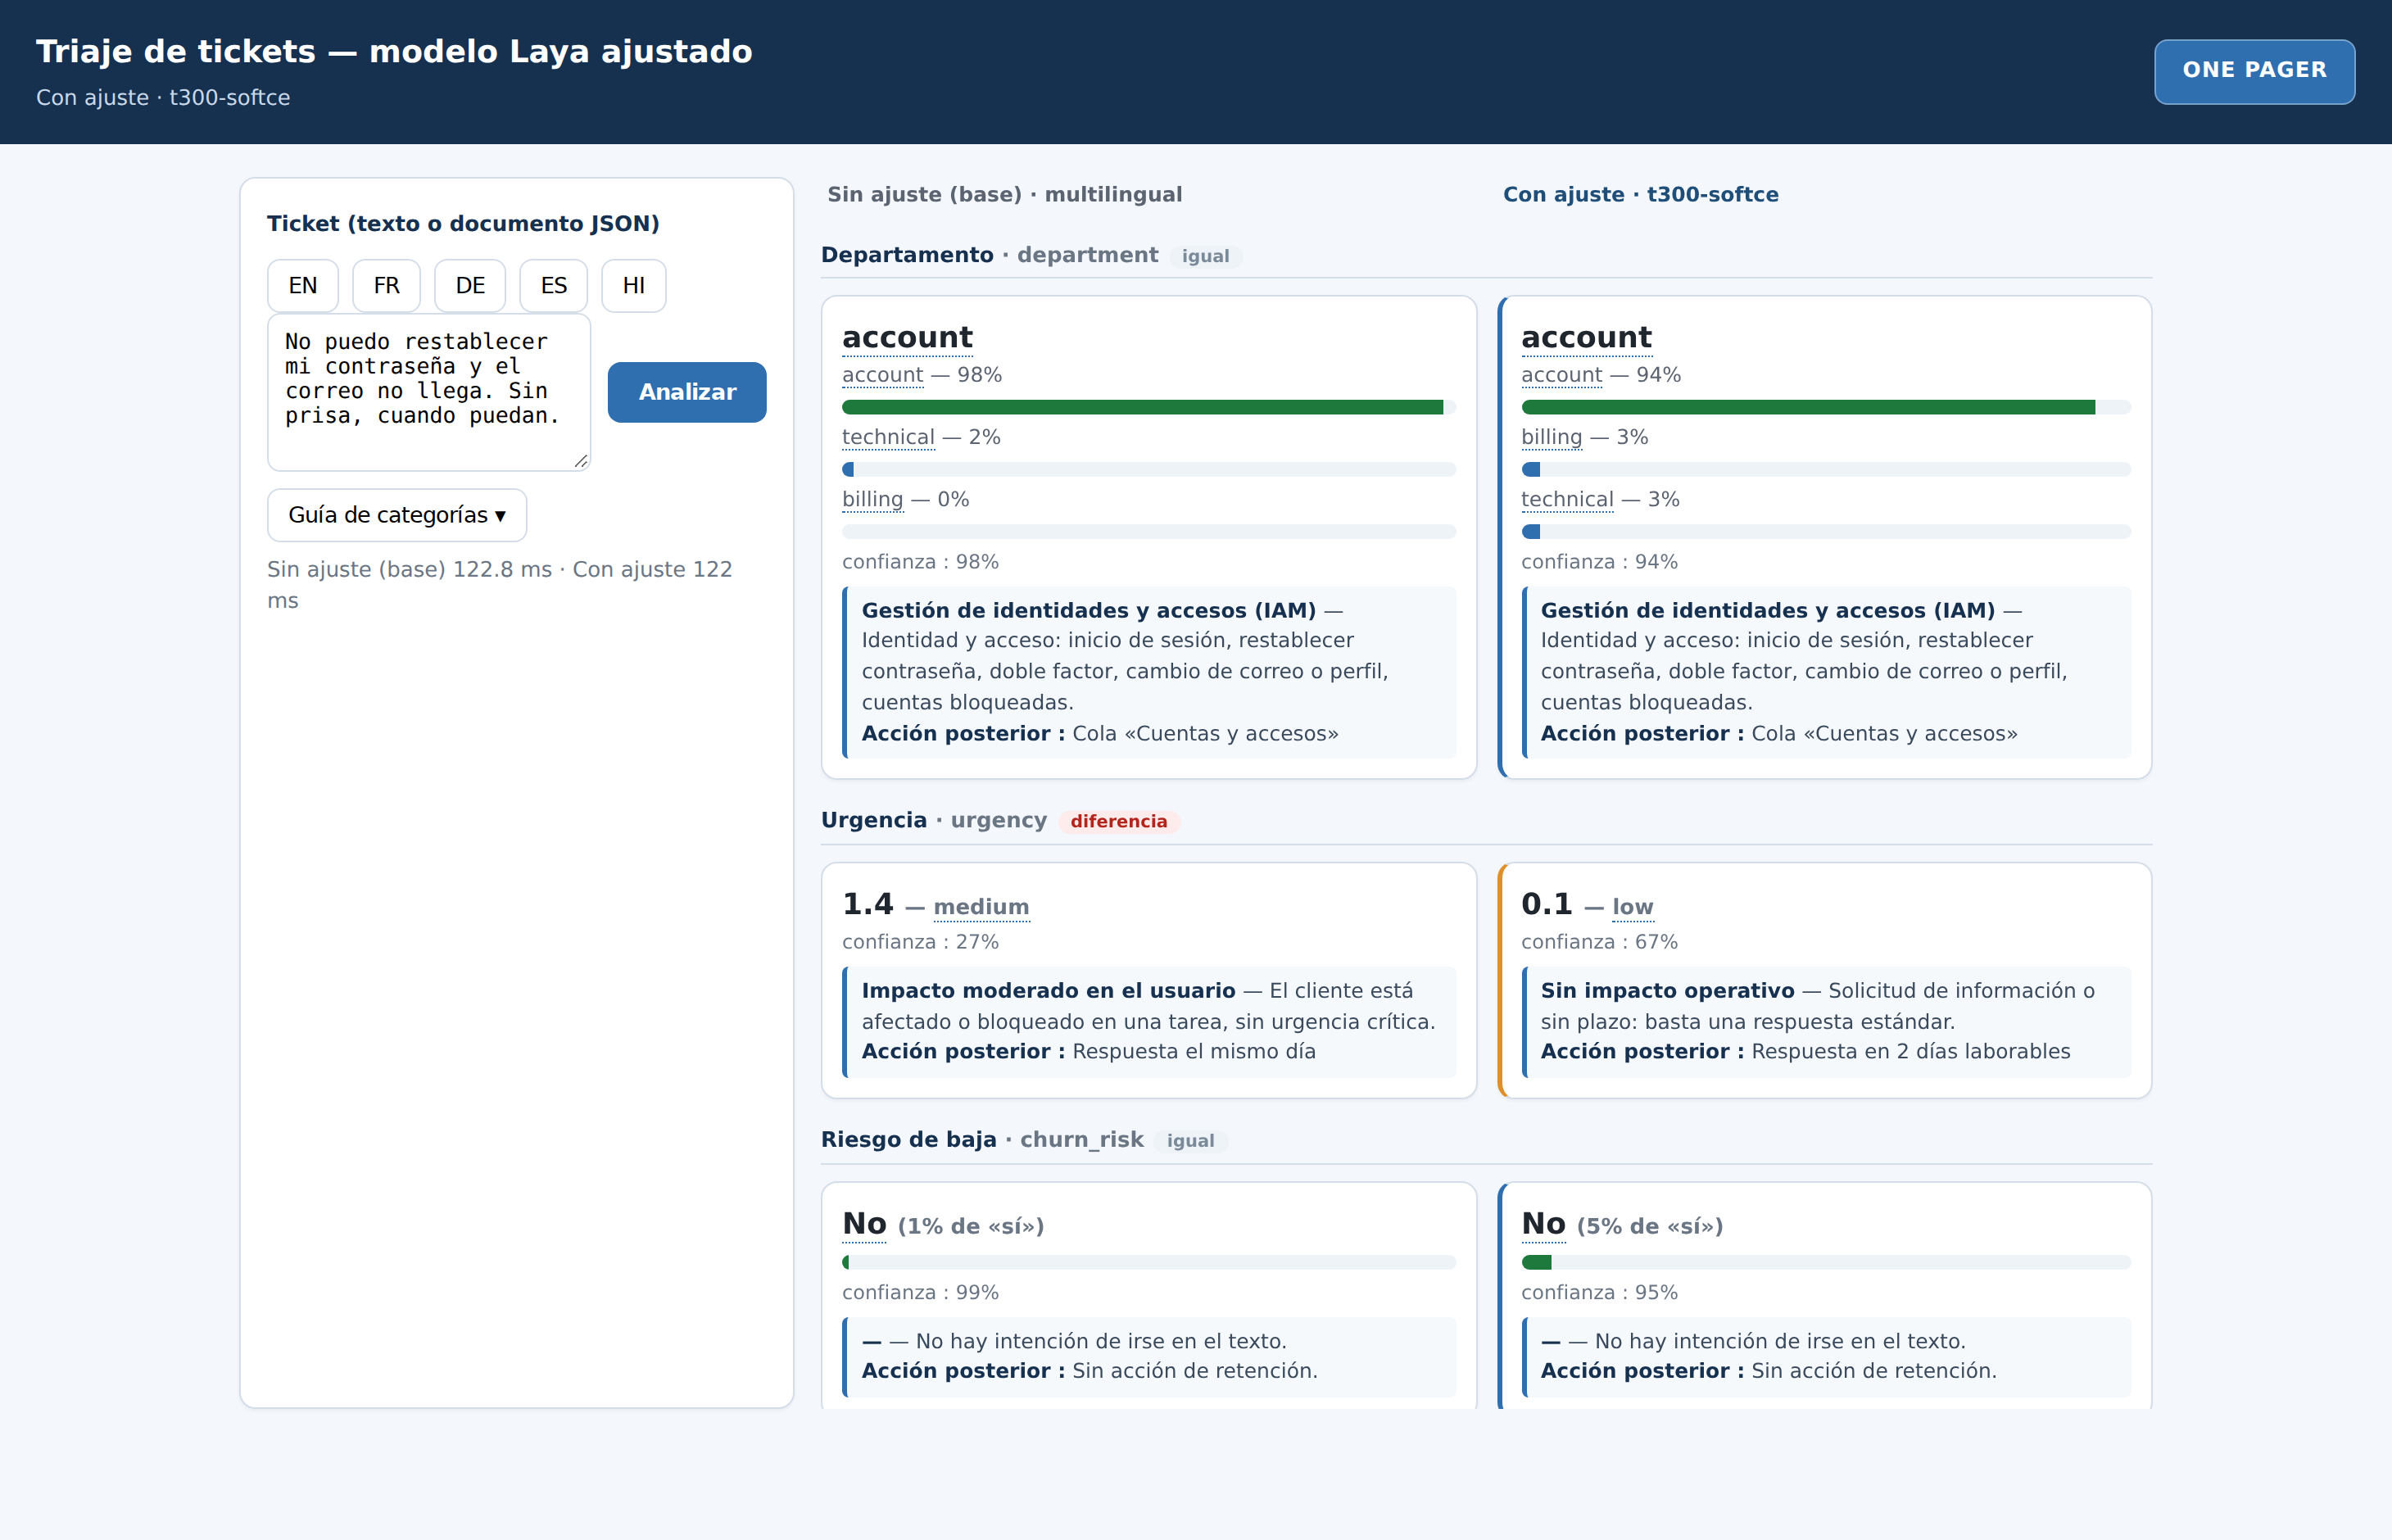 Triaje de tickets — modelo Laya ajustado
Con ajuste · t300-softce
ONE PAGER
Ticket (texto o documento JSON)
EN FR DE ES HI
No puedo restablecer
mi contraseña y el
correo no llega. Sin
prisa, cuando puedan.
Analizar
Guía de categorías ▾
Sin ajuste (base) 122.8 ms · Con ajuste 122
ms
Sin ajuste (base) · multilingual
Con ajuste · t300-softce
Departamento · department igual
account
account — 98%
technical — 2%
billing — 0%
confianza : 98%
Gestión de identidades y accesos (IAM) —
Identidad y acceso: inicio de sesión, restablecer
contraseña, doble factor, cambio de correo o perfil,
cuentas bloqueadas.
Acción posterior : Cola «Cuentas y accesos»
account
account — 94%
billing — 3%
technical — 3%
confianza : 94%
Gestión de identidades y accesos (IAM) —
Identidad y acceso: inicio de sesión, restablecer
contraseña, doble factor, cambio de correo o perfil,
cuentas bloqueadas.
Acción posterior : Cola «Cuentas y accesos»
Urgencia · urgency diferencia
1.4 — medium
confianza : 27%
Impacto moderado en el usuario — El cliente está
afectado o bloqueado en una tarea, sin urgencia crítica.
Acción posterior : Respuesta el mismo día
0.1 — low
confianza : 67%
Sin impacto operativo — Solicitud de información o
sin plazo: basta una respuesta estándar.
Acción posterior : Respuesta en 2 días laborables
Riesgo de baja · churn_risk igual
No (1% de «sí»)
confianza : 99%
— — No hay intención de irse en el texto.
Acción posterior : Sin acción de retención.
No (5% de «sí»)
confianza : 95%
— — No hay intención de irse en el texto.
Acción posterior : Sin acción de retención.